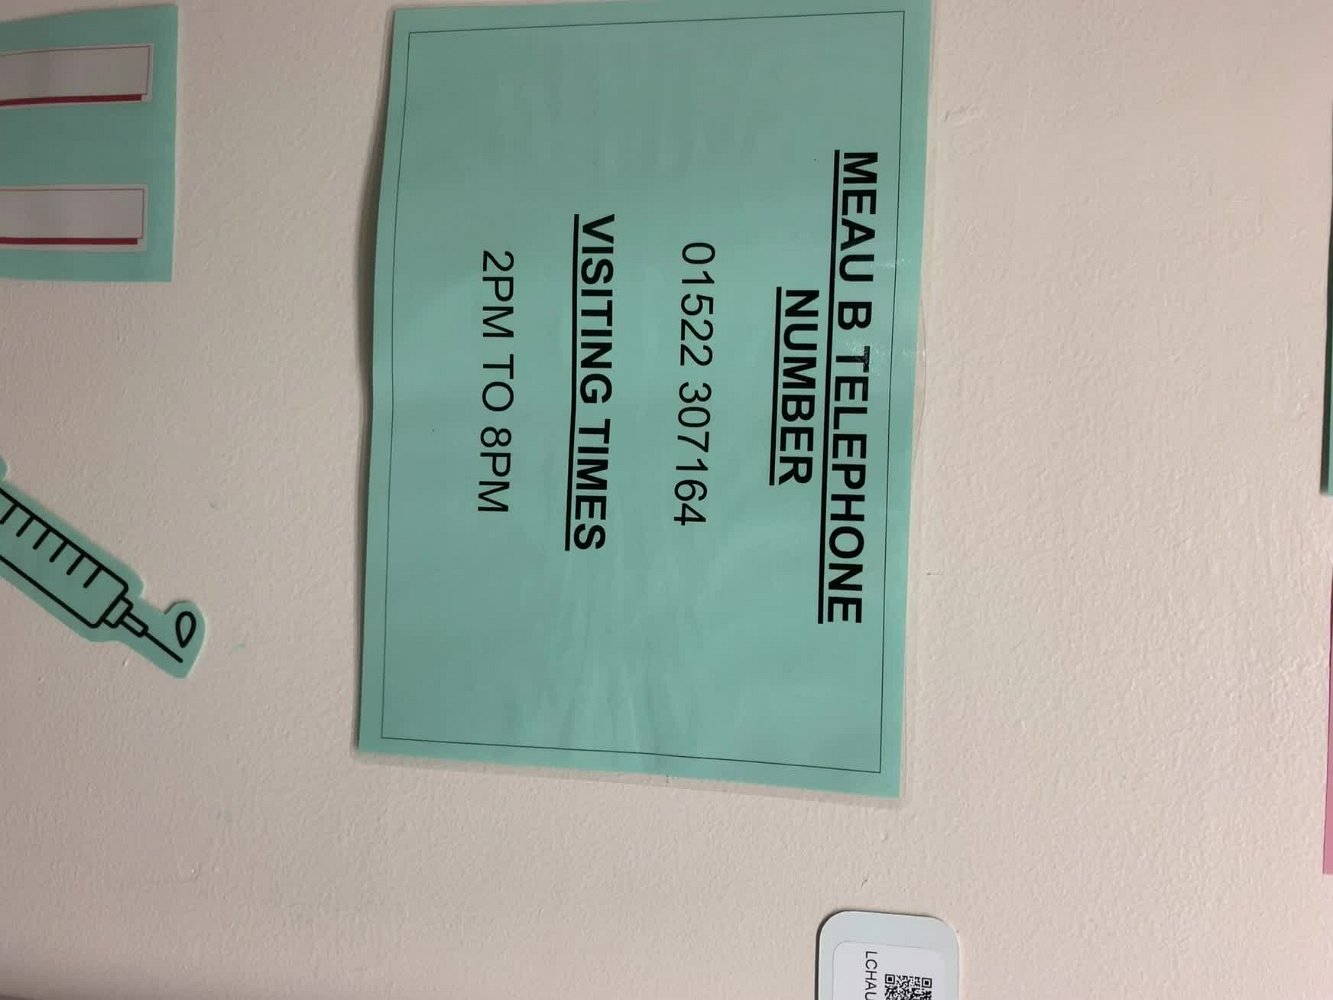 MEAU B TELEPHONE
NUMBER
01522 307164
VISITING TIMES
2PM TO 8PM
LCHAU